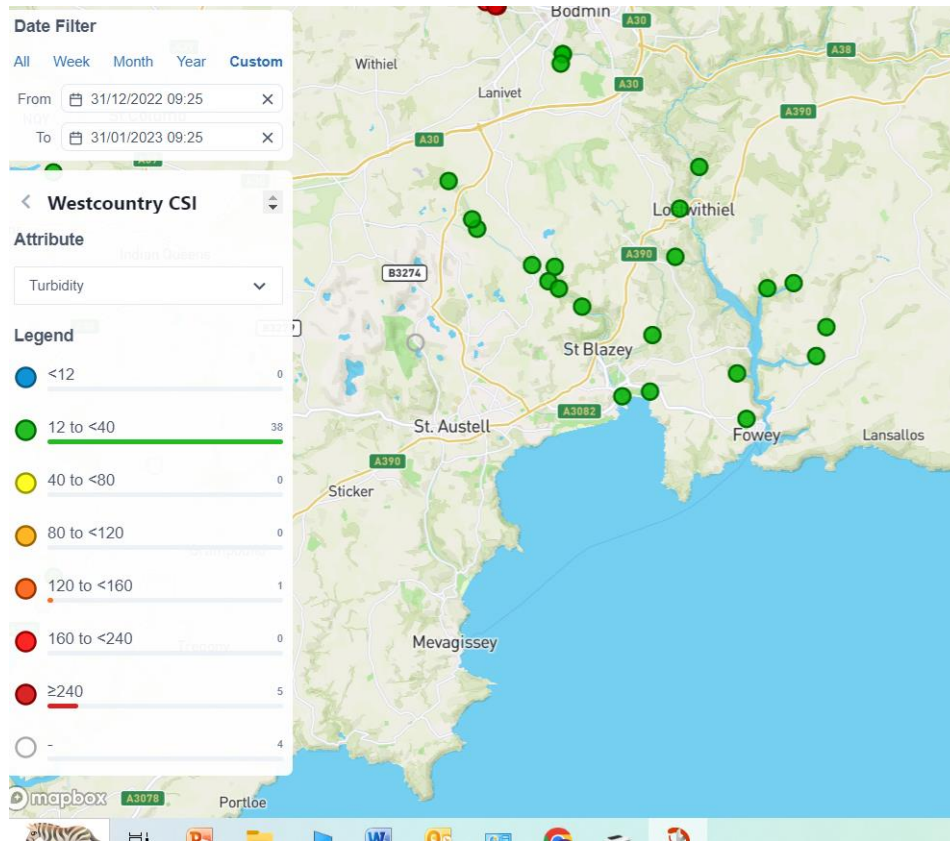 Date Filter
All Week Month Year Custom
From 31/12/2022 09:25
To 31/01/2023 09:25
Westcountry CSI
Attribute
Turbidity
Legend
<12 0
12 to <40 38
40 to <80 0
80 to <120 0
120 to <160 1
160 to <240 0
≥240 5
- 4
Bodmin
A30
Withiel
A38
Lanivet
A30
A390
A30
Lostwithiel
A390
B3274
St Blazey
A3082
St. Austell
Fowey
Lansallos
A390
Sticker
Mevagissey
mapbox
A3078
Portloe